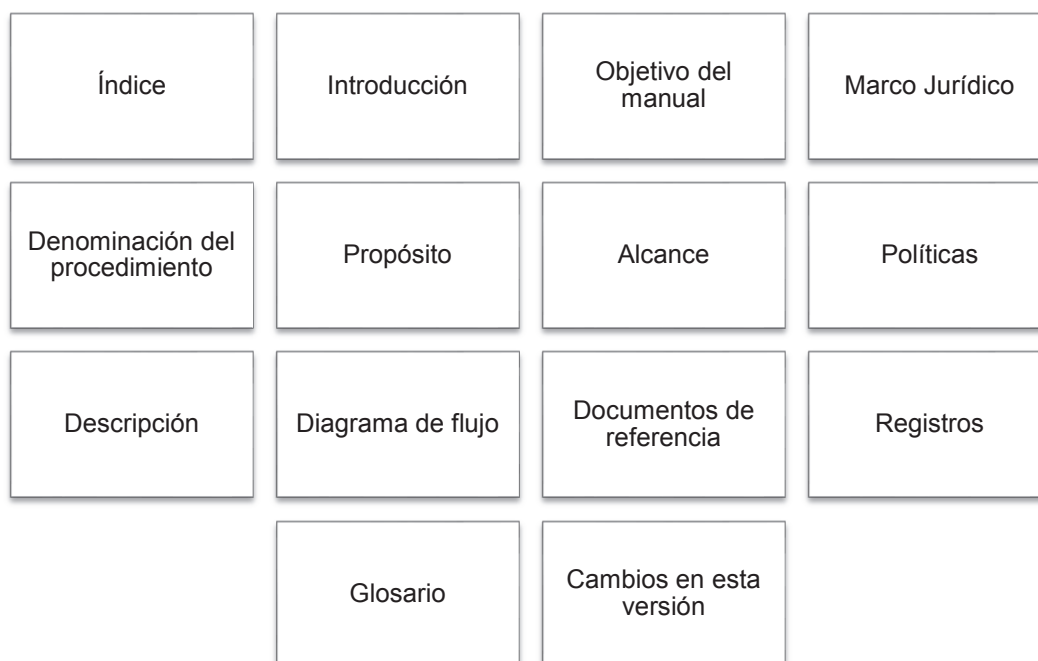 Índice
Introducción
Objetivo del
manual
Marco Jurídico
Denominación del
procedimiento
Propósito
Alcance
Políticas
Descripción
Diagrama de flujo
Documentos de
referencia
Registros
Glosario
Cambios en esta
versión